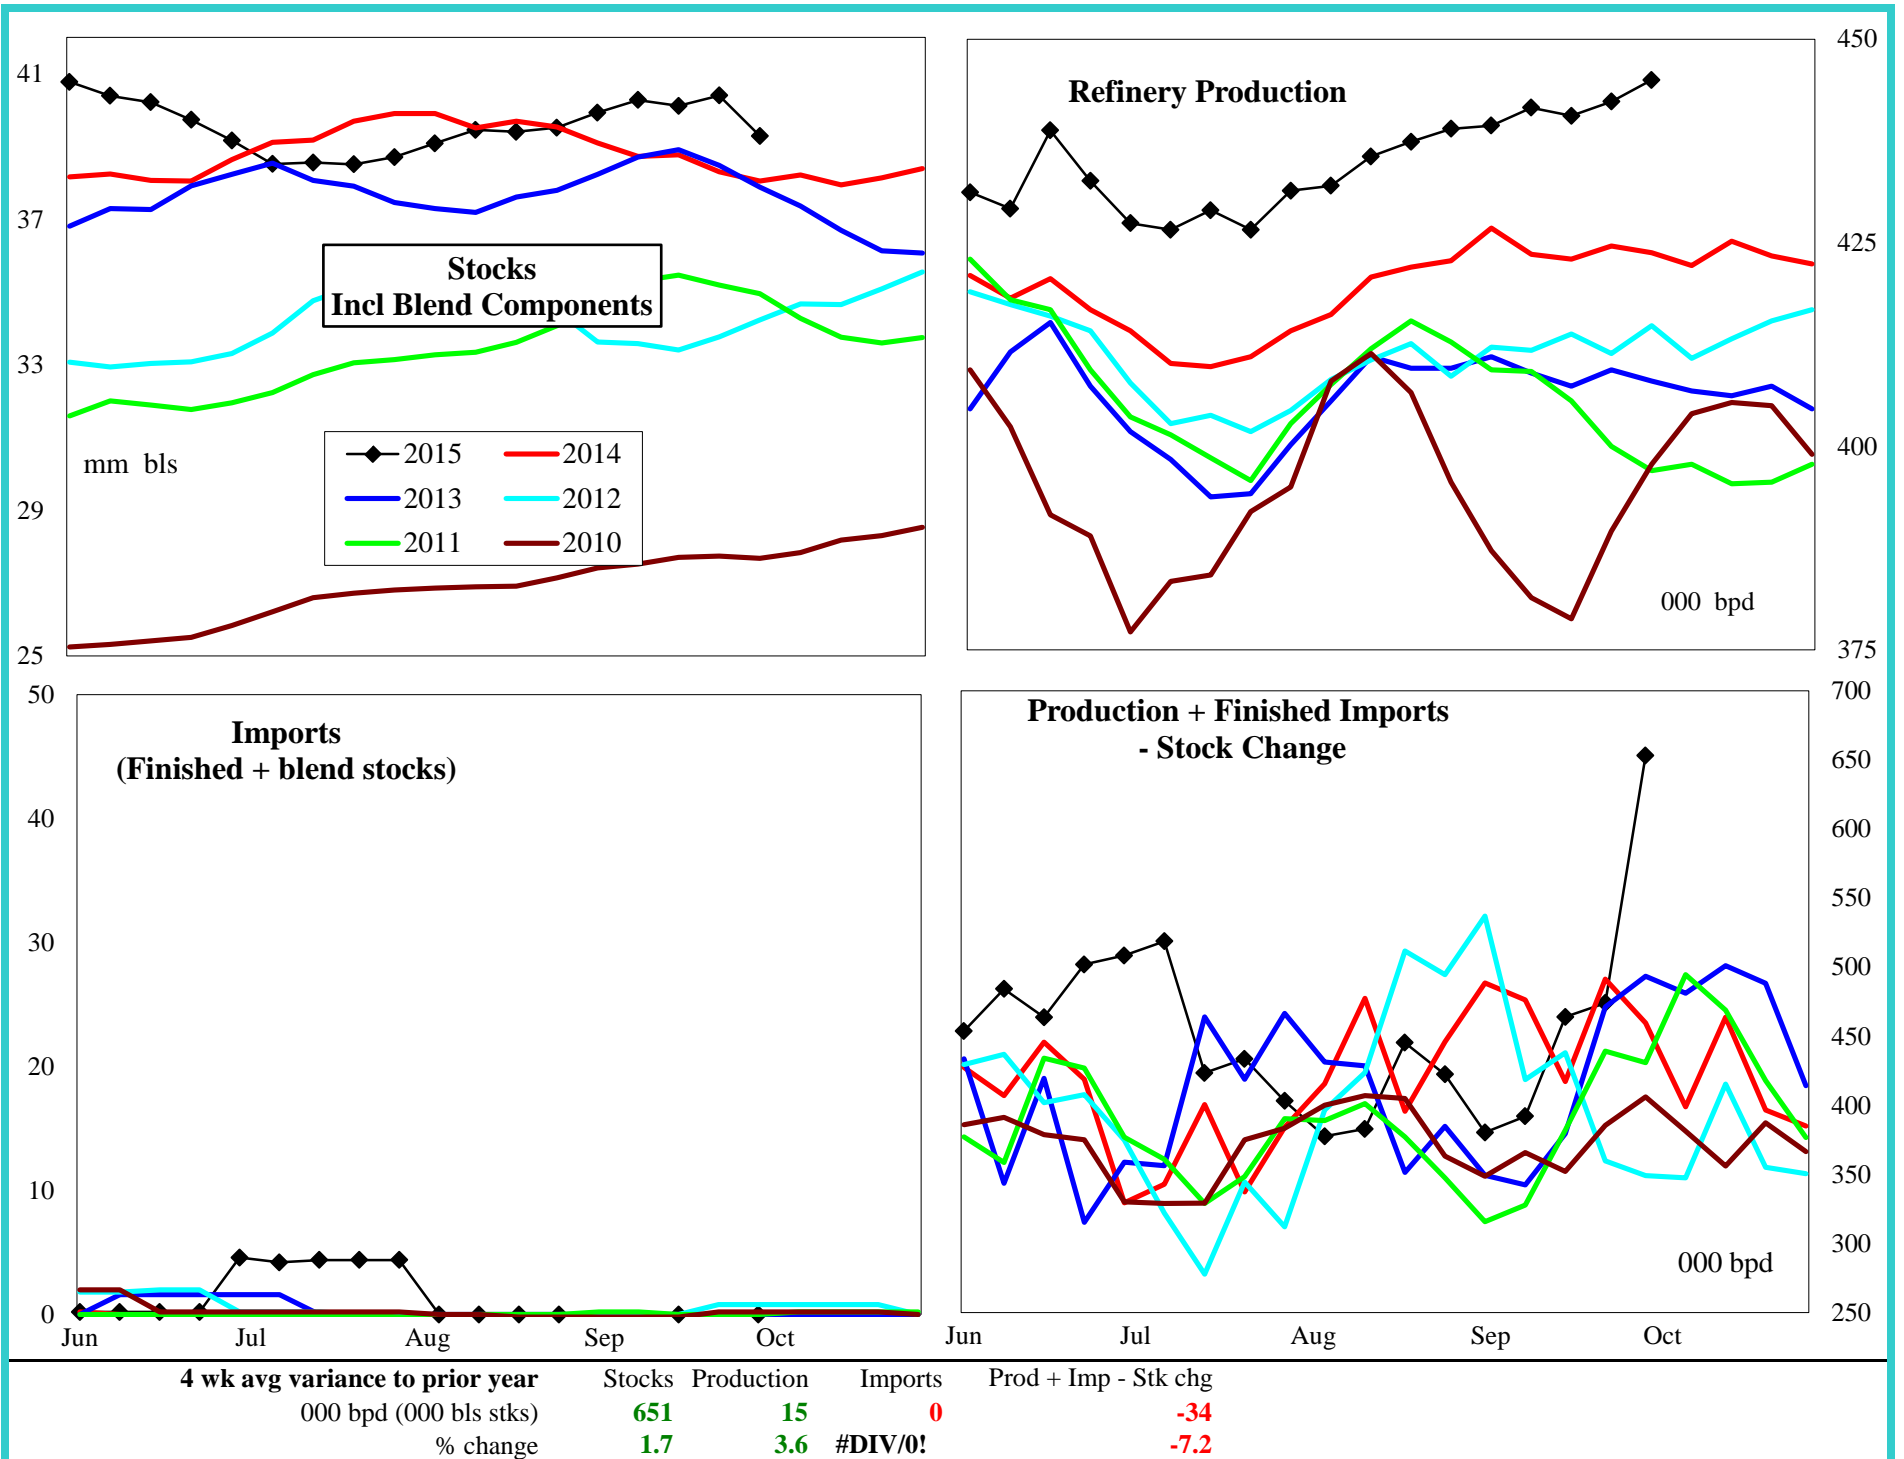 41
37
33
29
25
Stocks
Incl Blend Components
mm bls
2015 2014
2013 2012
2011 2010
Refinery Production
450
425
400
375
000 bpd
50
40
30
20
10
0
Imports
(Finished + blend stocks)
Jun Jul Aug Sep Oct
Production + Finished Imports
- Stock Change
700
650
600
550
500
450
400
350
300
250
000 bpd
Jun Jul Aug Sep Oct
4 wk avg variance to prior year Stocks Production Imports Prod + Imp - Stk chg
000 bpd (000 bls stks) 651 15 0 -34
% change 1.7 3.6 #DIV/0! -7.2